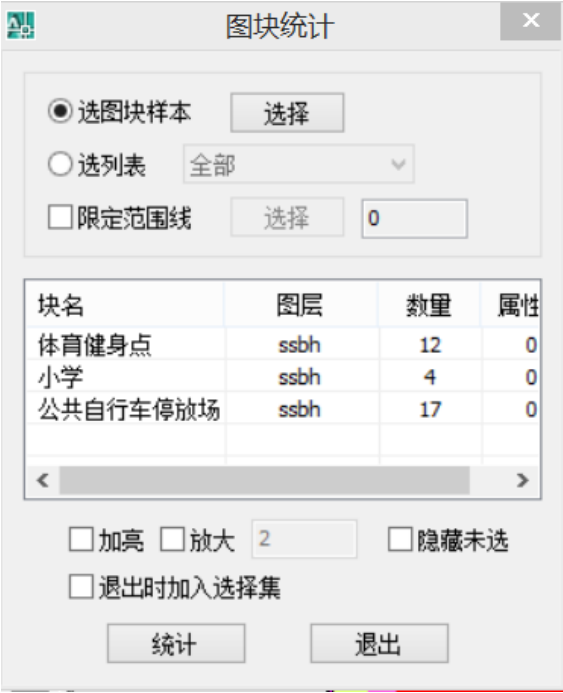 图块统计
选图块样本 选择
选列表 全部
限定范围线 选择 0
块名 图层 数量 属性
体育健身点 ssbh 12 0
小学 ssbh 4 0
公共自行车停放场 ssbh 17 0
加亮 放大 2 隐藏未选
退出时加入选择集
统计 退出